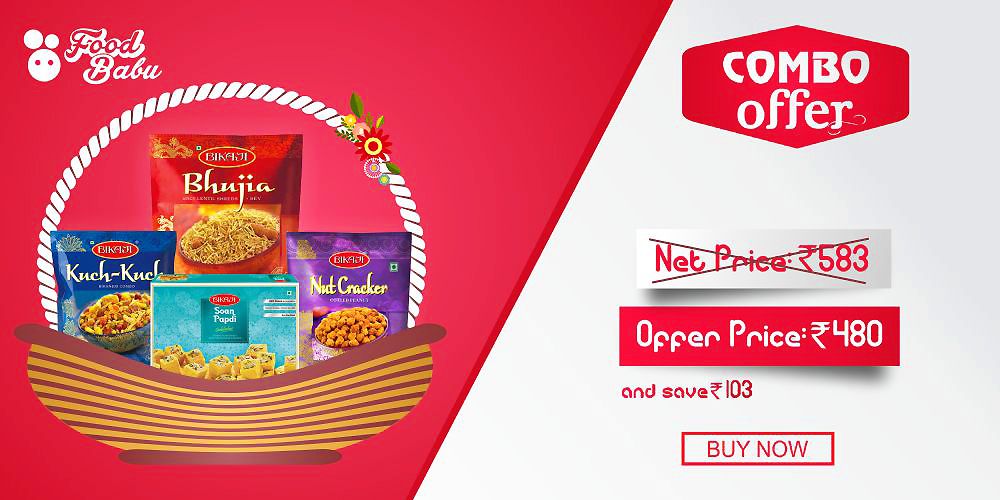 Food
Babu
BIKAJI
Bhujia
BIKAJI
Kuch-Kuch
BIKAJI
Nut Cracker
BIKAJI
Soan
Papdi
COMBO
offer
Net Price:₹583
Offer Price:₹480
and save₹103
BUY NOW